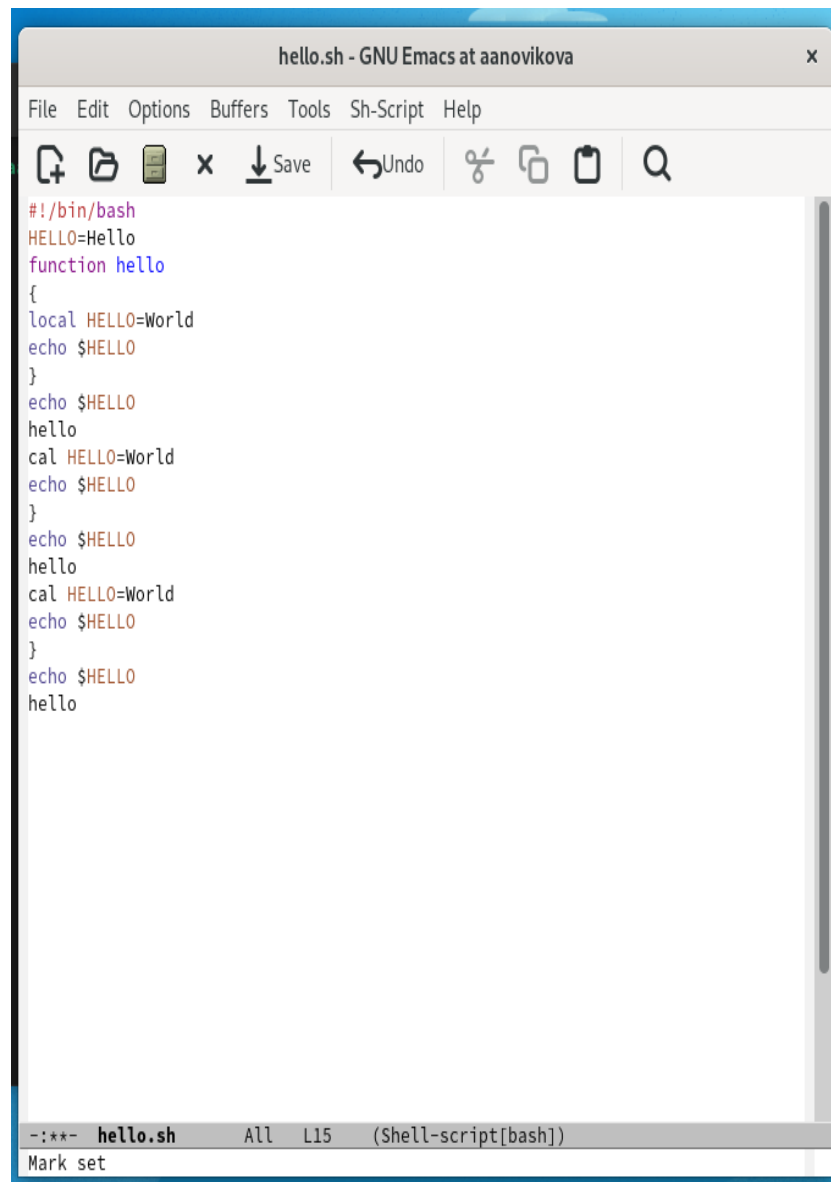 hello.sh - GNU Emacs at aanovikova
File Edit Options Buffers Tools Sh-Script Help
Save Undo
#!/bin/bash
HELLO=Hello
function hello
{
local HELLO=World
echo $HELLO
}
echo $HELLO
hello
cal HELLO=World
echo $HELLO
}
echo $HELLO
hello
cal HELLO=World
echo $HELLO
}
echo $HELLO
hello
-:**- hello.sh All L15 (Shell-script[bash])
Mark set